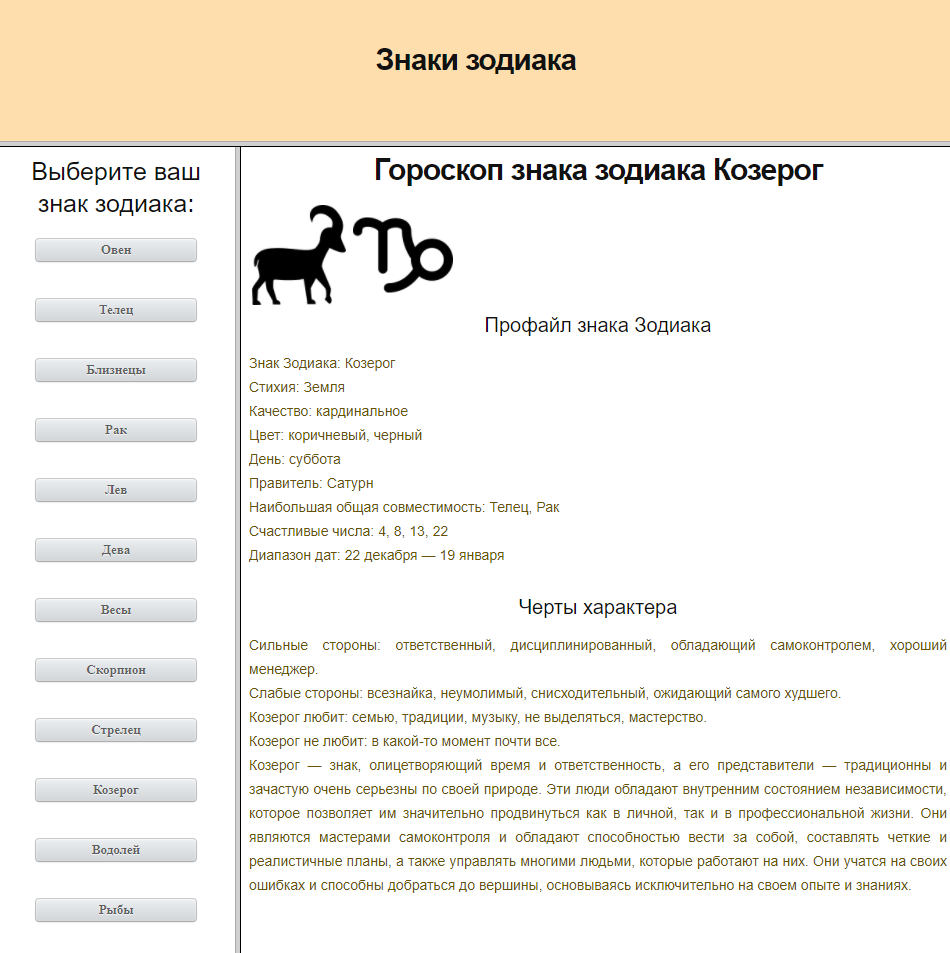 Знаки зодиака
Выберите ваш
знак зодиака:
Овен
Телец
Близнецы
Рак
Лев
Дева
Весы
Скорпион
Стрелец
Козерог
Водолей
Рыбы
Гороскоп знака зодиака Козерог
Профайл знака Зодиака
Знак Зодиака: Козерог
Стихия: Земля
Качество: кардинальное
Цвет: коричневый, черный
День: суббота
Правитель: Сатурн
Наибольшая общая совместимость: Телец, Рак
Счастливые числа: 4, 8, 13, 22
Диапазон дат: 22 декабря — 19 января
Черты характера
Сильные стороны: ответственный, дисциплинированный, обладающий самоконтролем, хороший
менеджер.
Слабые стороны: всезнайка, неумолимый, снисходительный, ожидающий самого худшего.
Козерог любит: семью, традиции, музыку, не выделяться, мастерство.
Козерог не любит: в какой-то момент почти все.
Козерог — знак, олицетворяющий время и ответственность, а его представители — традиционны и
зачастую очень серьезны по своей природе. Эти люди обладают внутренним состоянием независимости,
которое позволяет им значительно продвинуться как в личной, так и в профессиональной жизни. Они
являются мастерами самоконтроля и обладают способностью вести за собой, составлять четкие и
реалистичные планы, а также управлять многими людьми, которые работают на них. Они учатся на своих
ошибках и способны добраться до вершины, основываясь исключительно на своем опыте и знаниях.